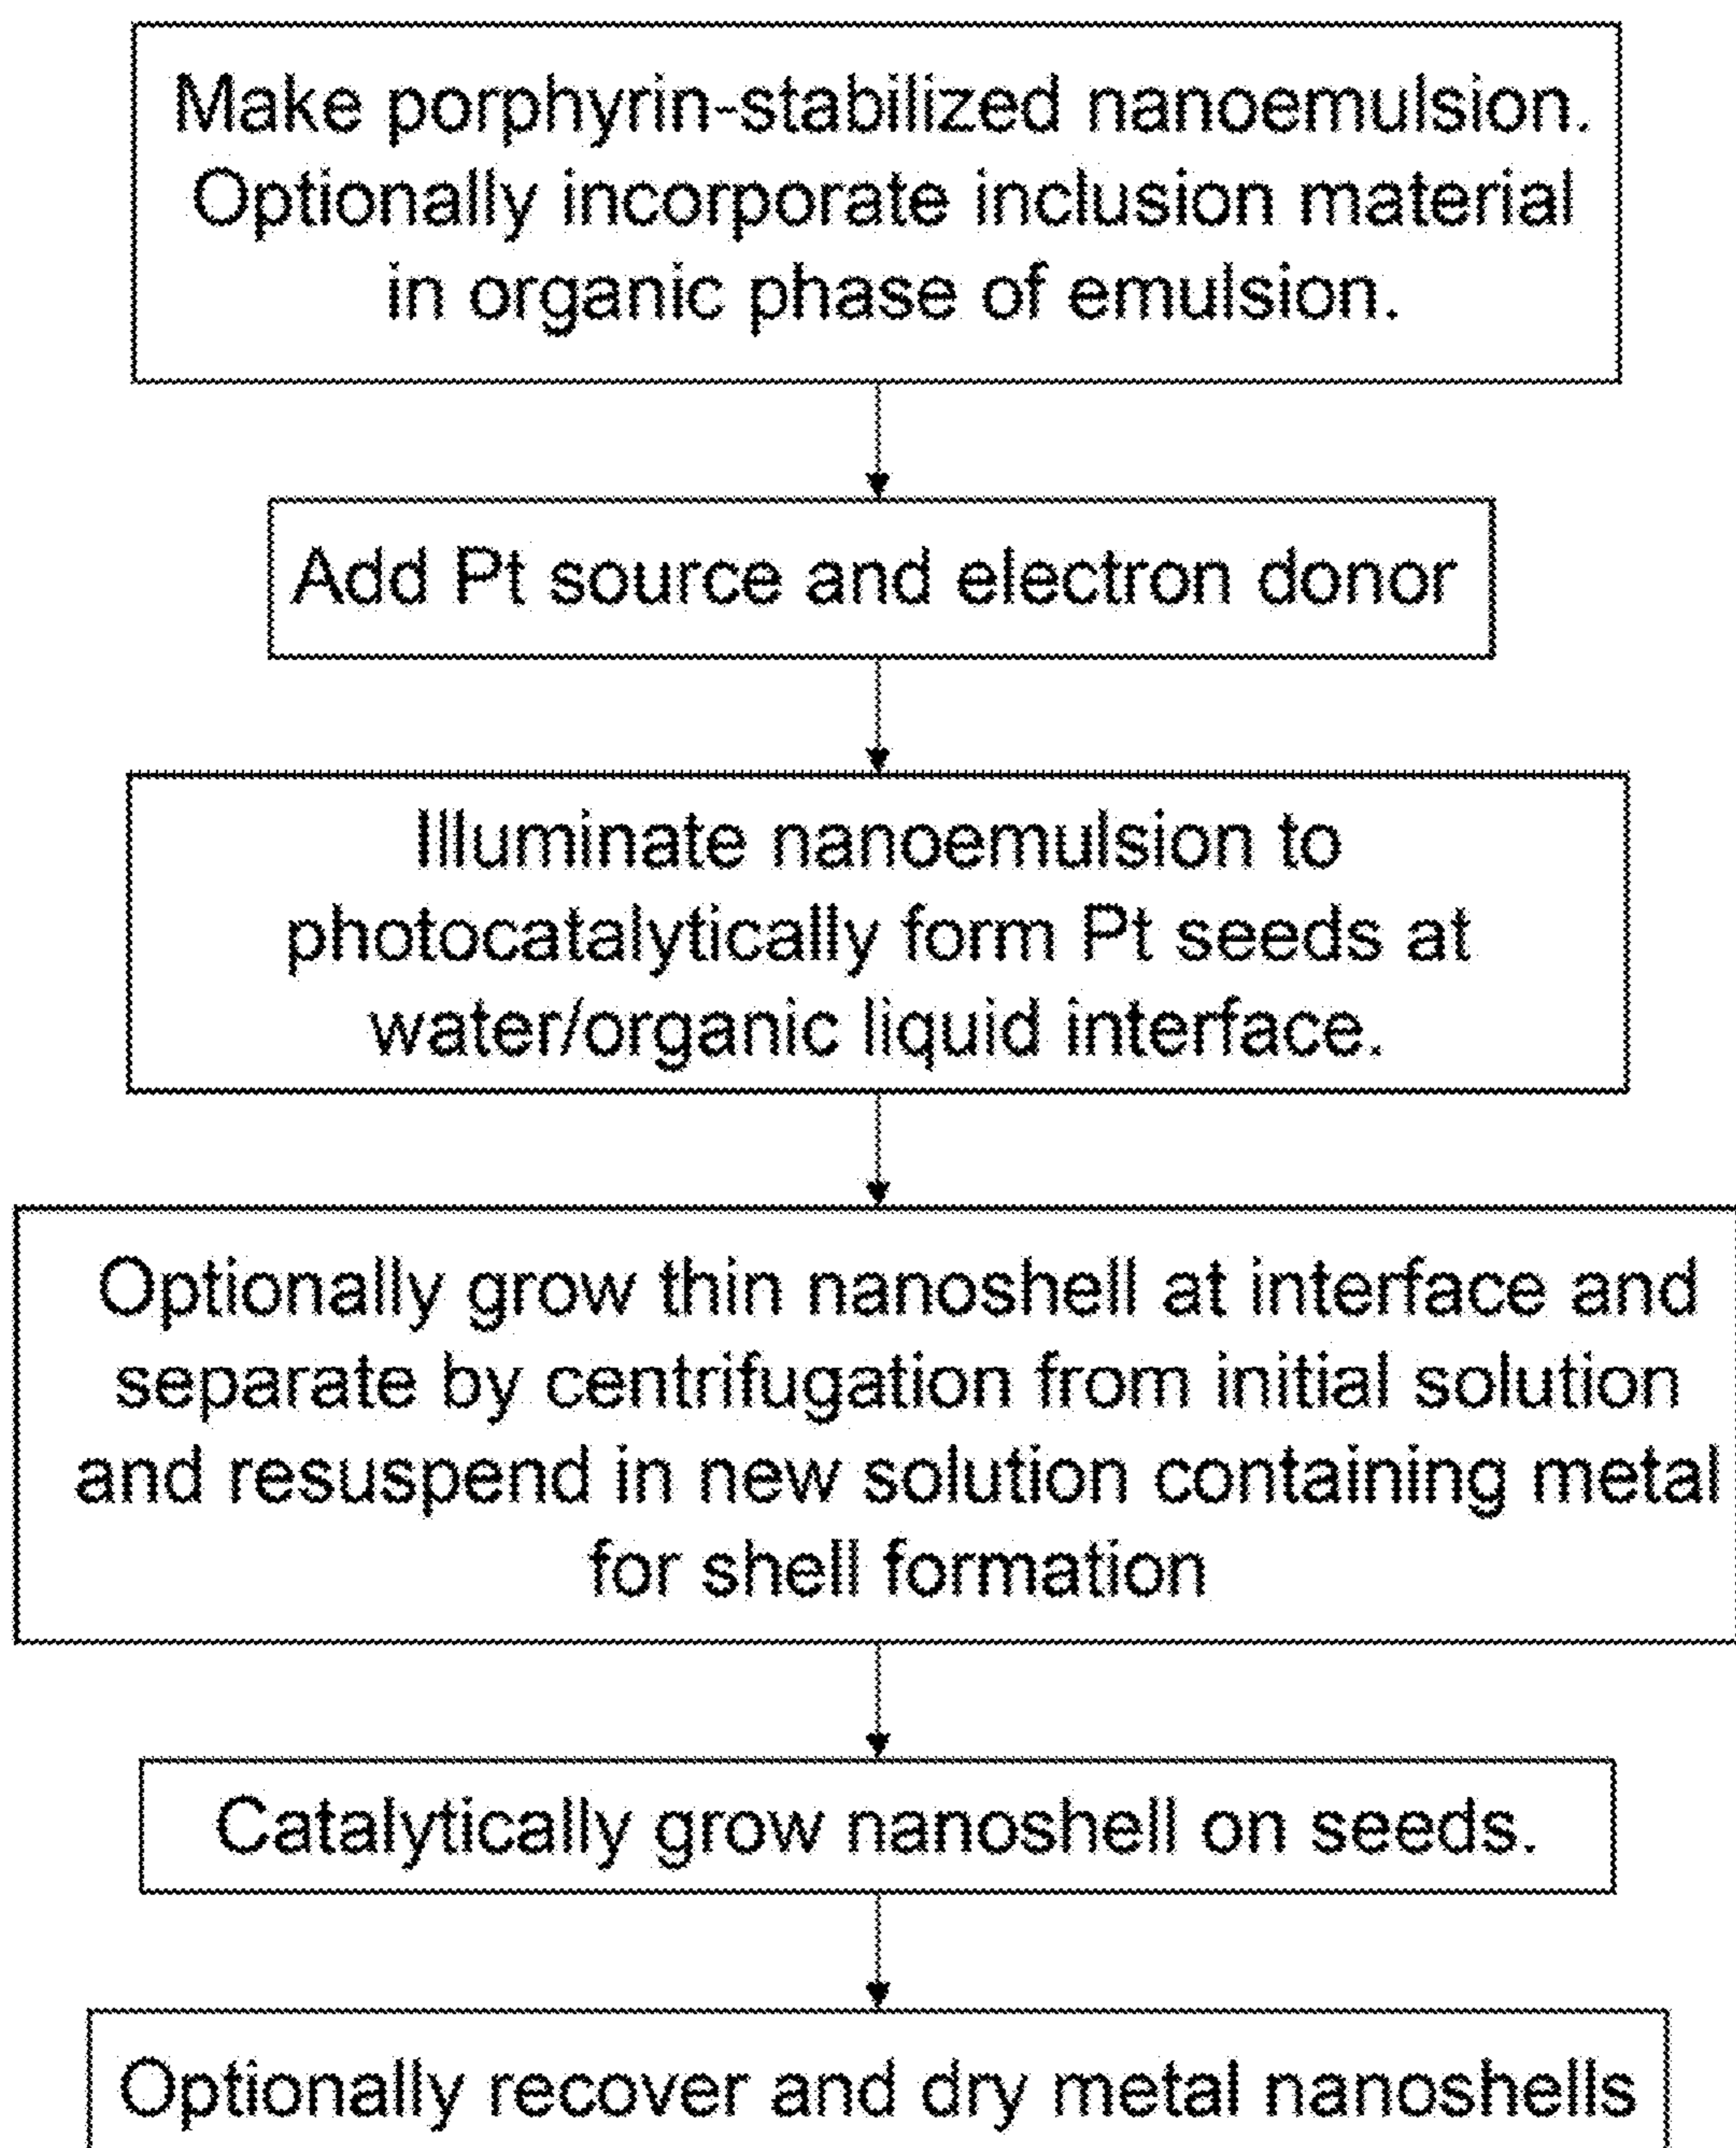 Make porphyrin-stabilized nanoemulsion.
Optionally incorporate inclusion material
in organic phase of emulsion.
Add Pt source and electron donor
Illuminate nanoemulsion to
photocatalytically form Pt seeds at
water/organic liquid interface.
Optionally grow thin nanoshell at interface and
separate by centrifugation from initial solution
and resuspend in new solution containing metal
for shell formation
Catalytically grow nanoshell on seeds.
Optionally recover and dry metal nanoshells